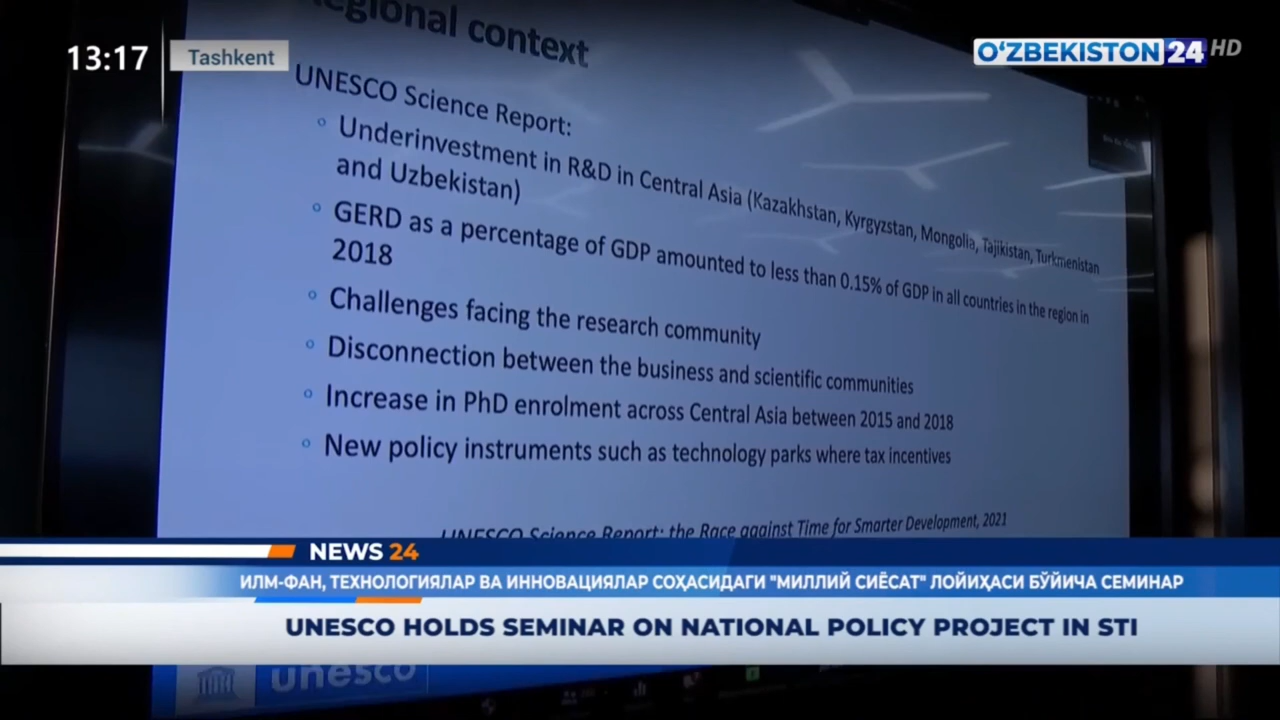 13:17
Tashkent
O'ZBEKISTON 24 HD
Regional context
UNESCO Science Report:
Underinvestment in R&D in Central Asia (Kazakhstan, Kyrgyzstan, Mongolia, Tajikistan, Turkmenistan
and Uzbekistan)
GERD as a percentage of GDP amounted to less than 0.15% of GDP in all countries in the region in
2018
Challenges facing the research community
Disconnection between the business and scientific communities
Increase in PhD enrolment across Central Asia between 2015 and 2018
New policy instruments such as technology parks where tax incentives
UNESCO Science Report: the Race against Time for Smarter Development, 2021
NEWS 24
ИЛМ-ФАН, ТЕХНОЛОГИЯЛАР ВА ИННОВАЦИЯЛАР СОҲАСИДАГИ "МИЛЛИЙ СИЁСАТ" ЛОЙИҲАСИ БЎЙИЧА СЕМИНАР
UNESCO HOLDS SEMINAR ON NATIONAL POLICY PROJECT IN STI
unesco